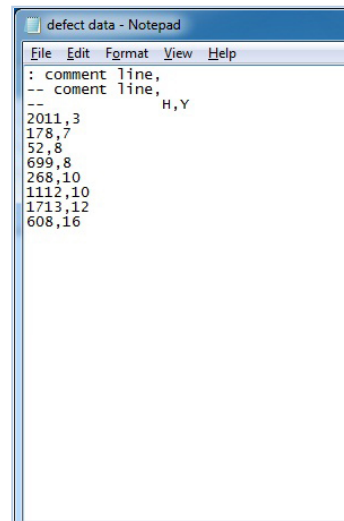 defect data - Notepad
File Edit Format View Help
: comment line,
-- coment line,
-- H,Y
2011,3
178,7
52,8
699,8
268,10
1112,10
1713,12
608,16